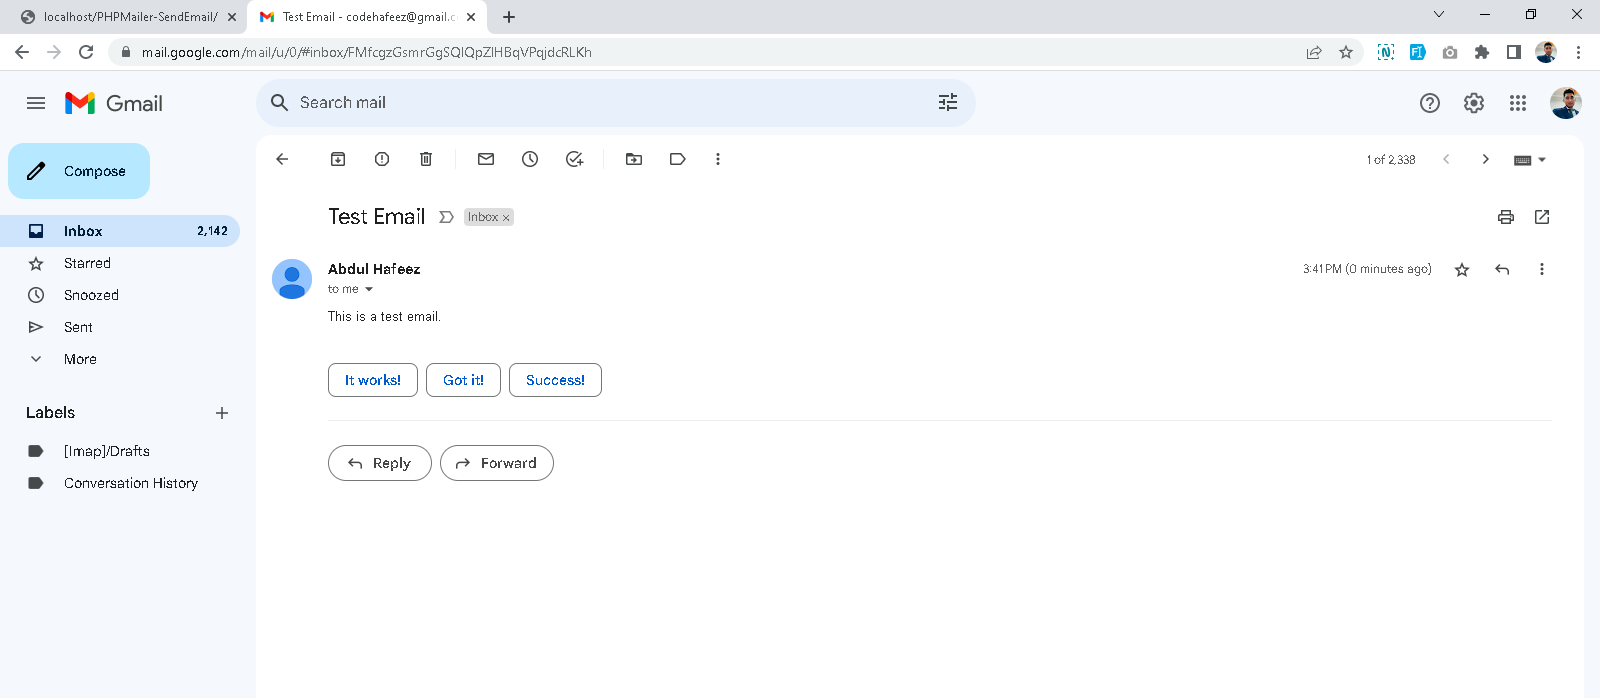 localhost/PHPMailer-SendEmail/
Test Email - codehafeez@gmail.c
mail.google.com/mail/u/0/#inbox/FMfcgzGsmrGgSQlQpZlHBqVPqjdcRLKh
Gmail
Search mail
Compose
1 of 2,338
Inbox 2,142
Starred
Snoozed
Sent
More
Labels
[Imap]/Drafts
Conversation History
Test Email Inbox x
Abdul Hafeez 3:41 PM (0 minutes ago)
to me
This is a test email.
It works! Got it! Success!
Reply Forward